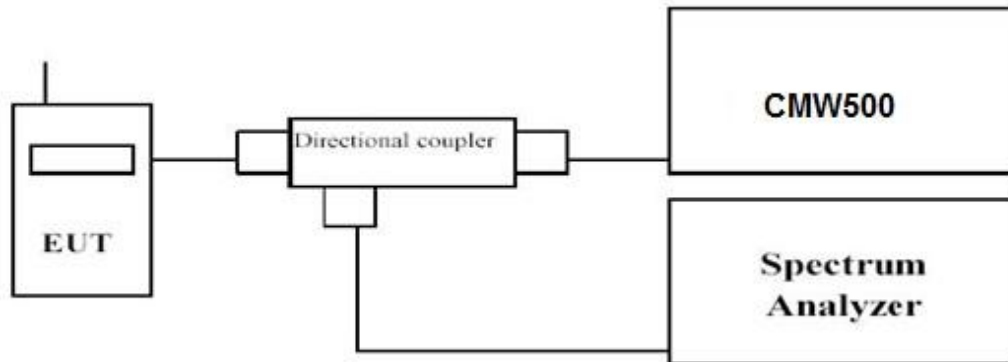 CMW500
Directional coupler
EUT
Spectrum
Analyzer